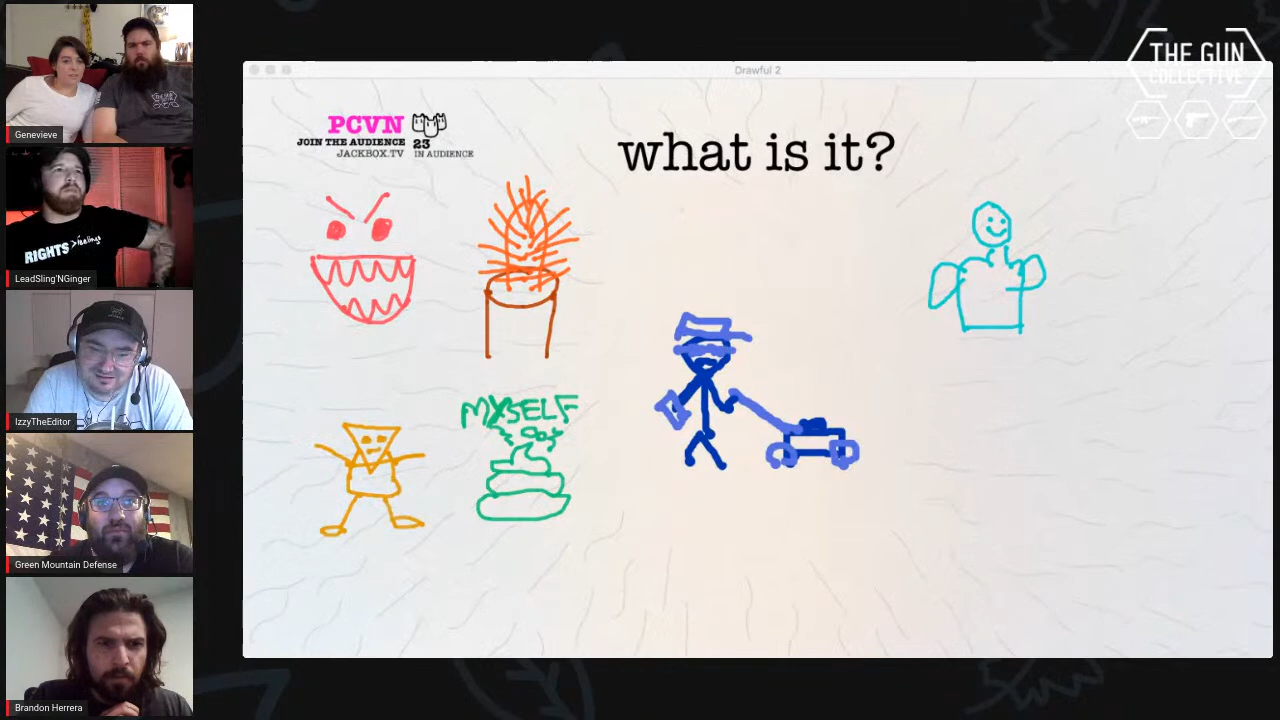 Drawful 2
THE GUN
COLLECTIVE
PCVN
JOIN THE AUDIENCE 23
JACKBOX.TV IN AUDIENCE
what is it?
MYSELF
Genevieve
RIGHTS >feelings
LeadSling'NGinger
IzzyTheEditor
Green Mountain Defense
Brandon Herrera